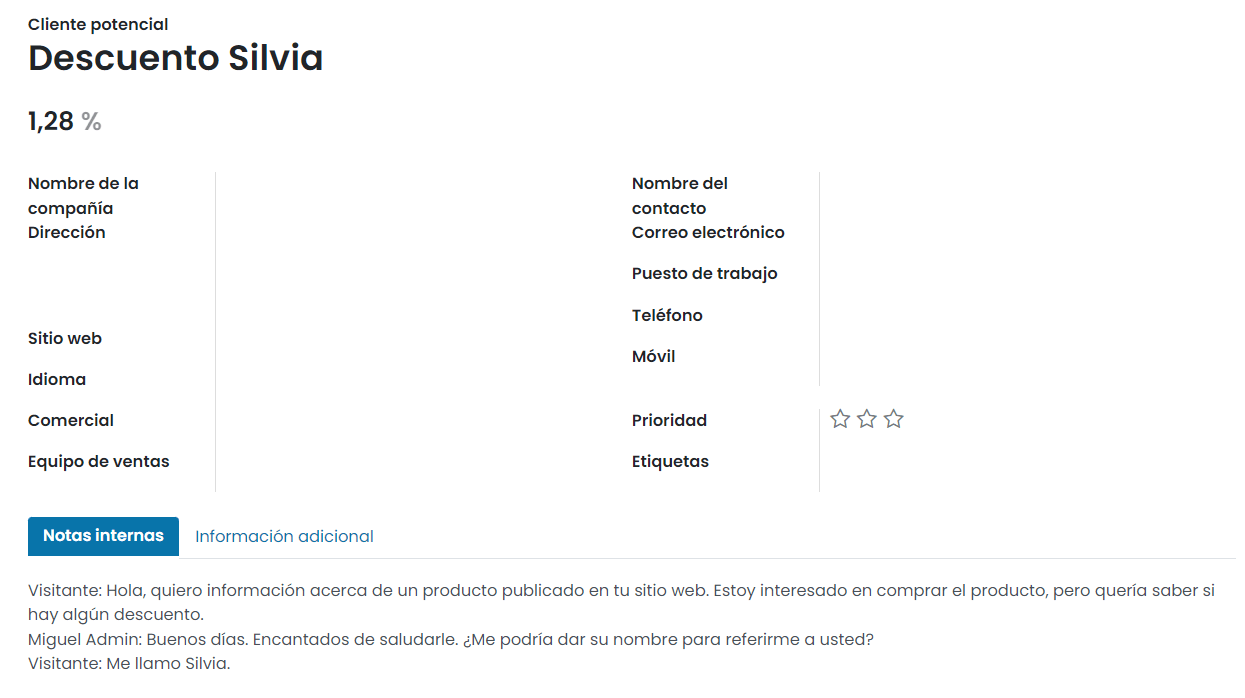 Cliente potencial
Descuento Silvia
1,28 %
Nombre de la
compañía
Dirección
Sitio web
Idioma
Comercial
Equipo de ventas
Nombre del
contacto
Correo electrónico
Puesto de trabajo
Teléfono
Móvil
Prioridad
Etiquetas
Notas internas
Información adicional
Visitante: Hola, quiero información acerca de un producto publicado en tu sitio web. Estoy interesado en comprar el producto, pero quería saber si
hay algún descuento.
Miguel Admin: Buenos días. Encantados de saludarle. ¿Me podría dar su nombre para referirme a usted?
Visitante: Me llamo Silvia.